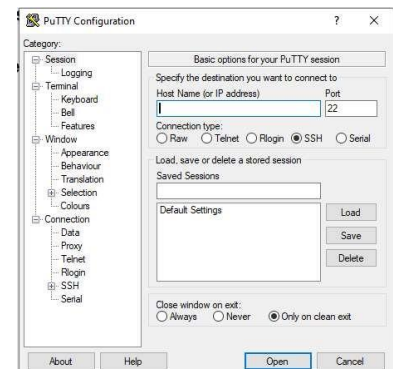 PuTTY Configuration
?
Category:
Session
Logging
Terminal
Keyboard
Bell
Features
Window
Appearance
Behaviour
Translation
Selection
Colours
Connection
Data
Proxy
Telnet
Rlogin
SSH
Serial
Basic options for your PuTTY session
Specify the destination you want to connect to
Host Name (or IP address) Port
22
Connection type:
Raw Telnet Rlogin SSH Serial
Load, save or delete a stored session
Saved Sessions
Default Settings
Load
Save
Delete
Close window on exit:
Always Never Only on clean exit
About Help Open Cancel